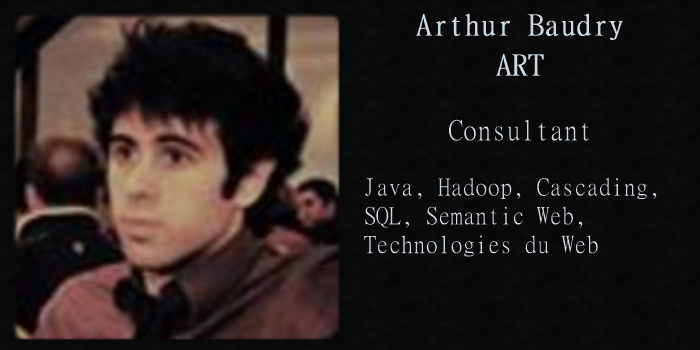 Arthur Baudry
ART
Consultant
Java, Hadoop, Cascading,
SQL, Semantic Web,
Technologies du Web